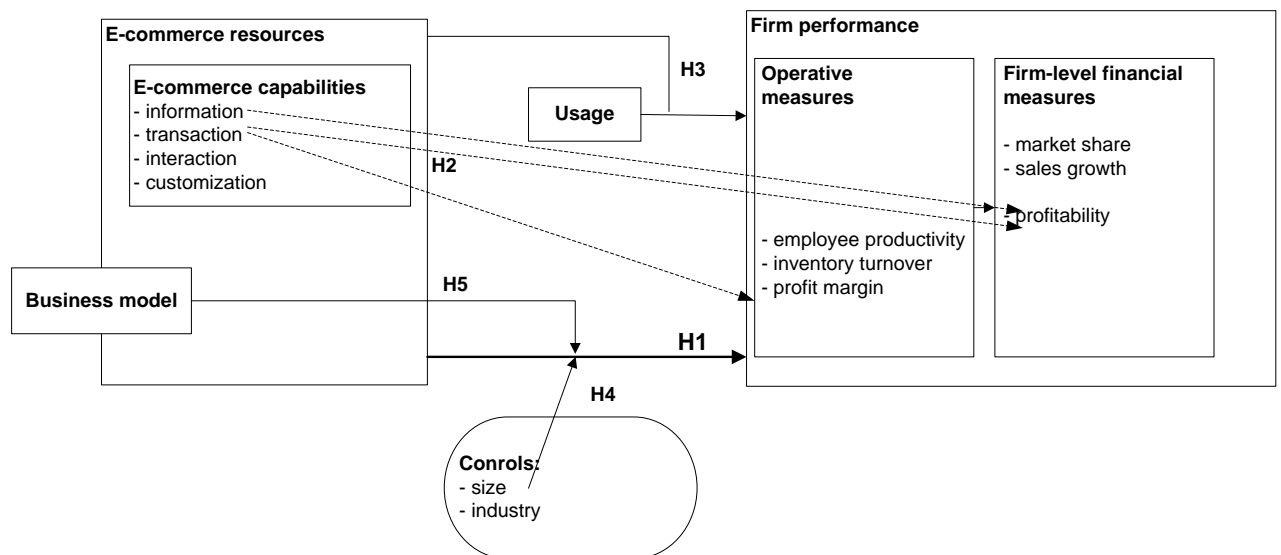 E-commerce resources
E-commerce capabilities
- information
- transaction
- interaction
- customization
Business model
H2
H5
H3
Usage
H1
H4
Conrols:
- size
- industry
Firm performance
Operative
measures
- employee productivity
- inventory turnover
- profit margin
Firm-level financial
measures
- market share
- sales growth
- profitability